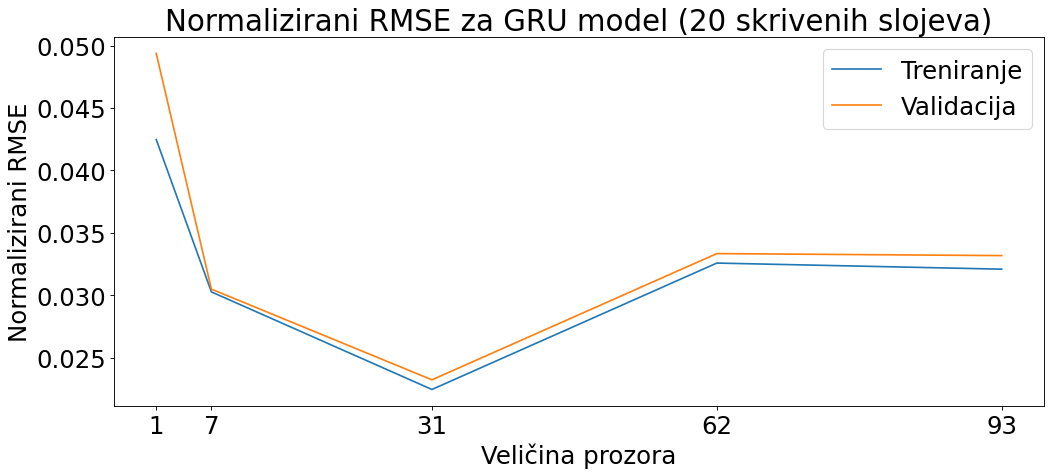 Normalizirani RMSE za GRU model (20 skrivenih slojeva)
Treniranje
Validacija
Normalizirani RMSE
0.050
0.045
0.040
0.035
0.030
0.025
1 7 31 62 93
Veličina prozora